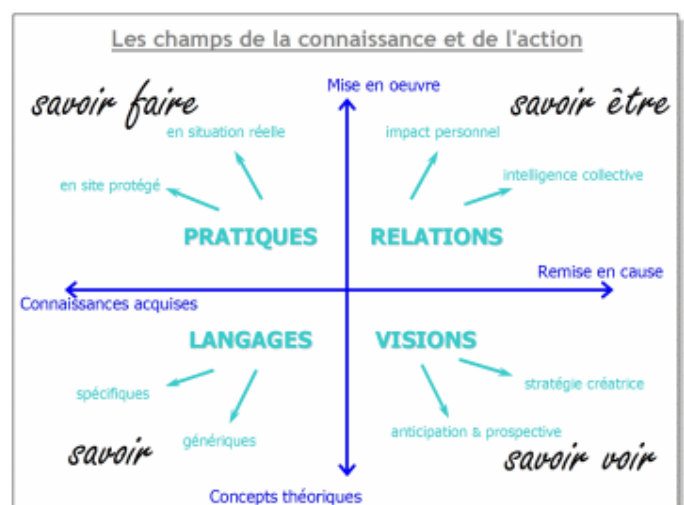 Les champs de la connaissance et de l'action
Mise en oeuvre
savoir faire
savoir être
en situation réelle
impact personnel
en site protégé
intelligence collective
PRATIQUES
RELATIONS
Remise en cause
Connaissances acquises
LANGAGES
VISIONS
spécifiques
stratégie créatrice
génériques
anticipation & prospective
savoir
savoir voir
Concepts théoriques